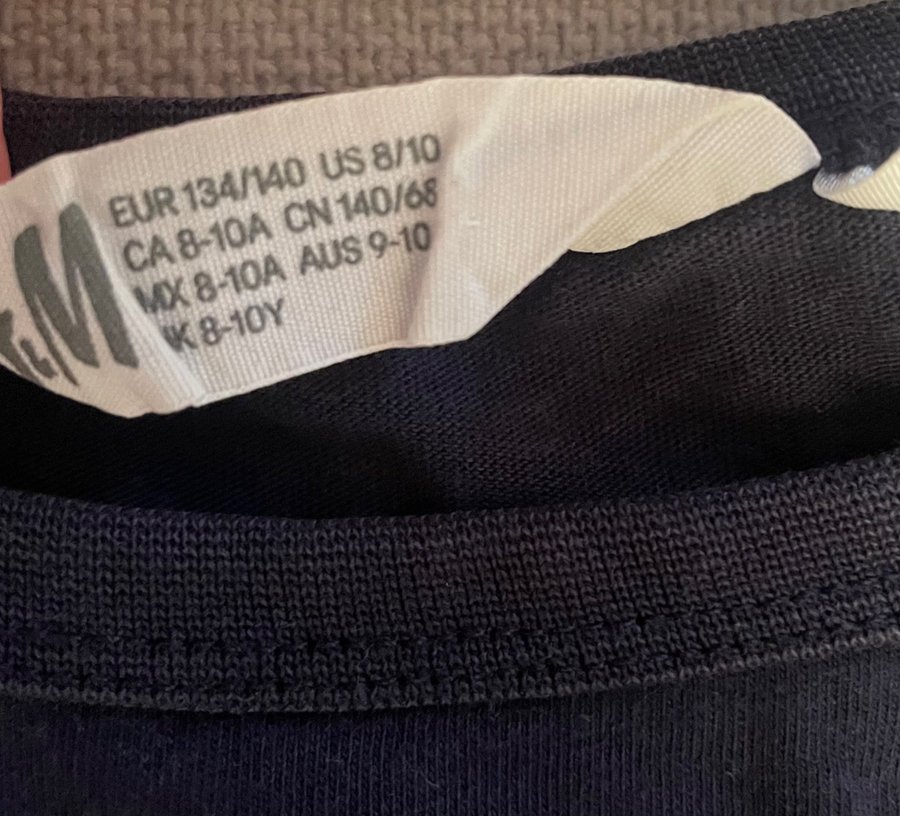 EUR 134/140 US 8/10
CA 8-10A CN 140/68
MX 8-10A AUS 9-10
8-10Y
&M